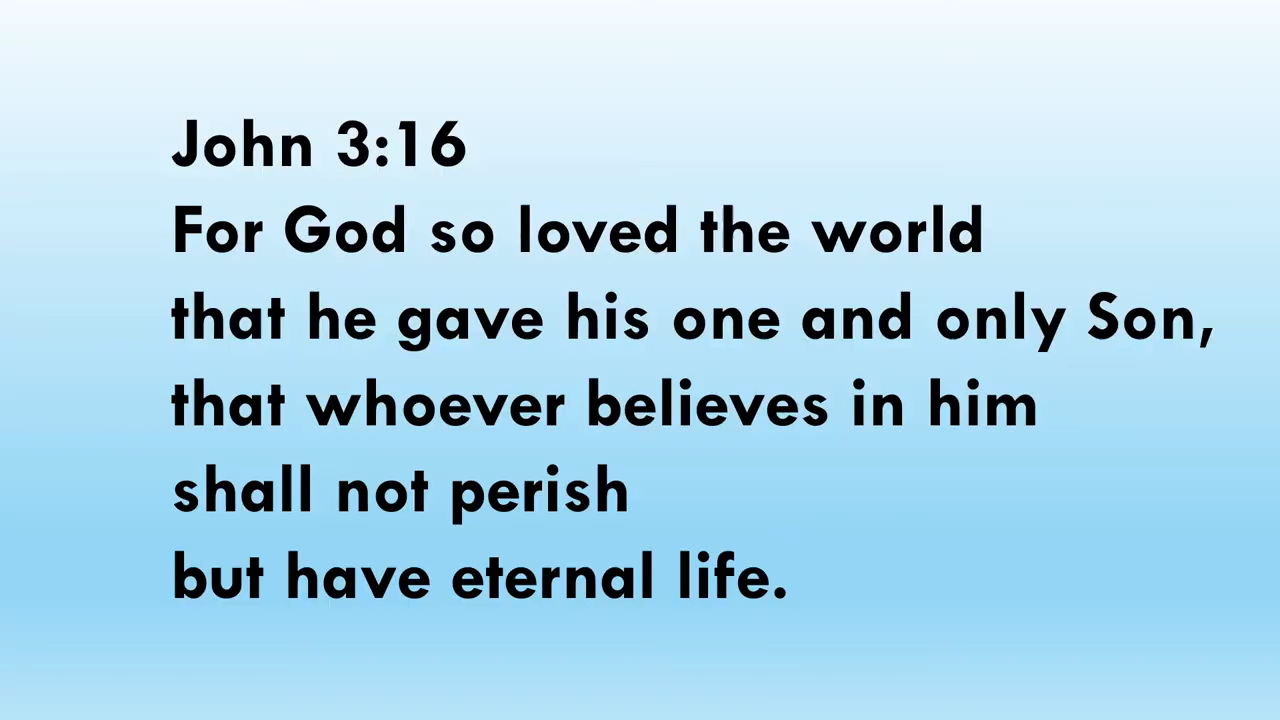 John 3:16
For God so loved the world
that he gave his one and only Son,
that whoever believes in him
shall not perish
but have eternal life.